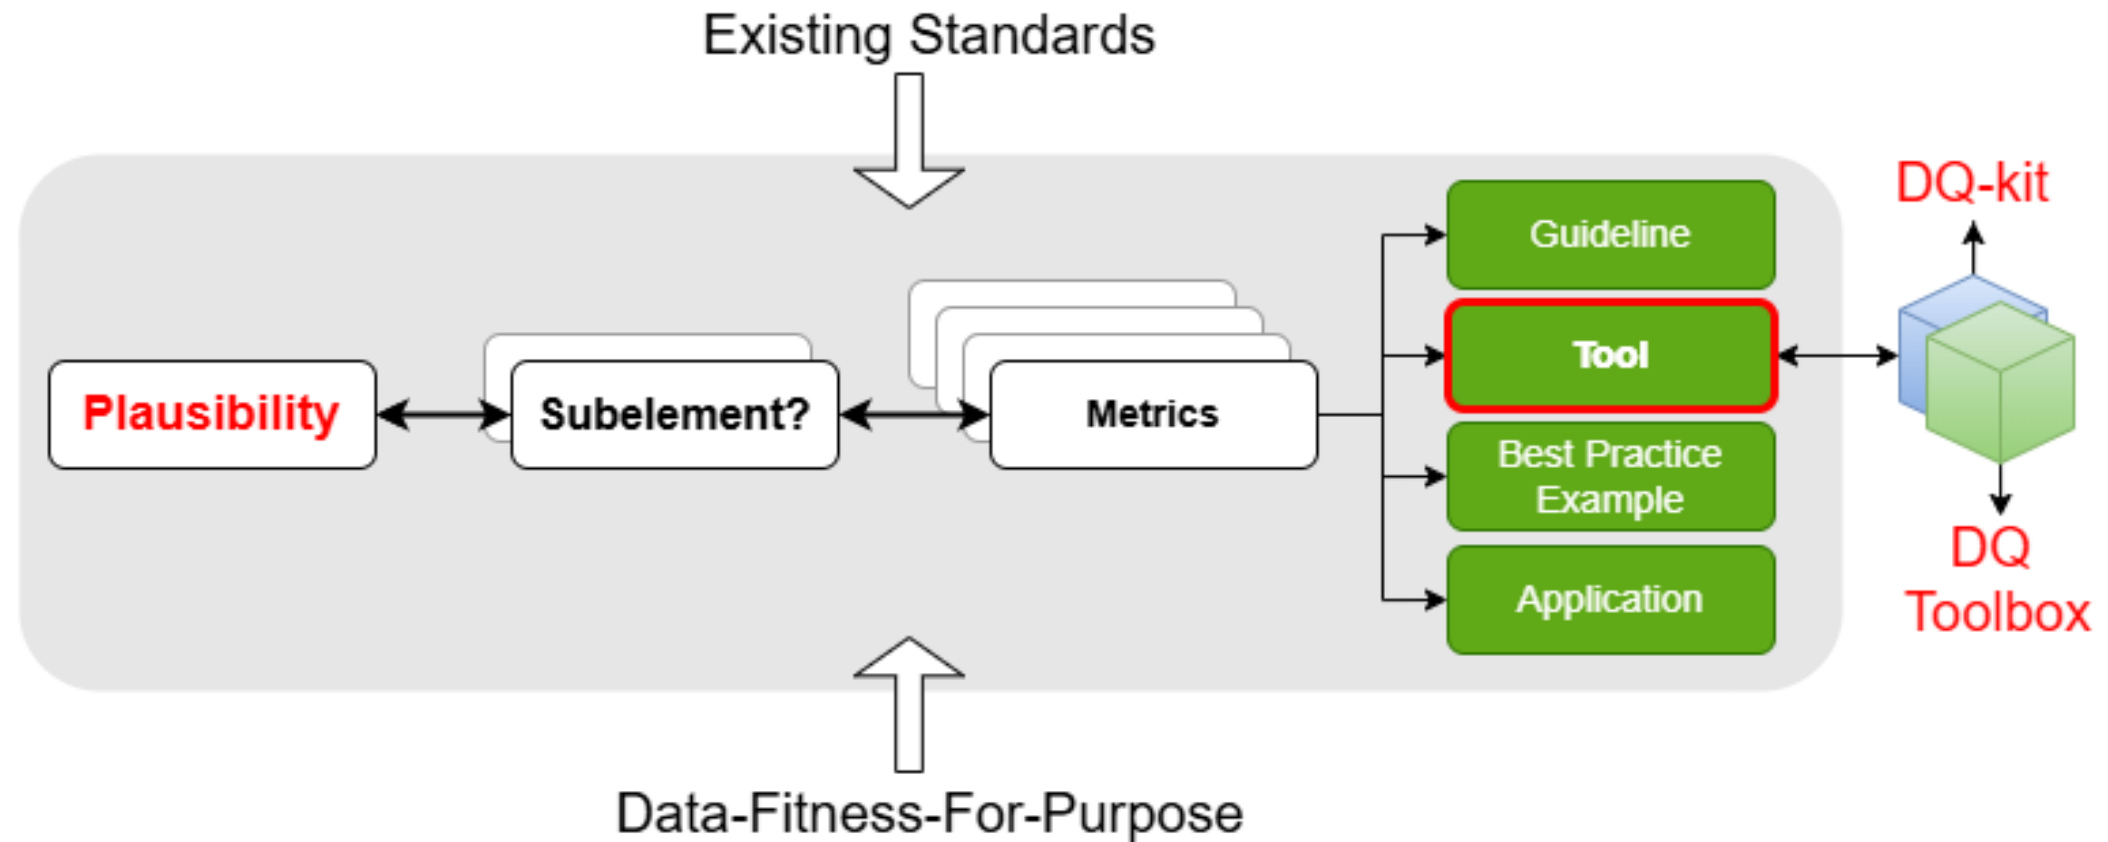 Existing Standards
Plausibility
Subelement?
Metrics
Guideline
Tool
Best Practice
Example
Application
DQ-kit
DQ
Toolbox
Data-Fitness-For-Purpose